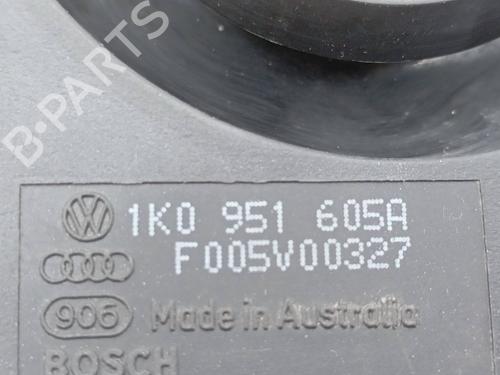 B-PARTS
1K0 951 605A
F005V00327
906 Made in Australia
BOSCH